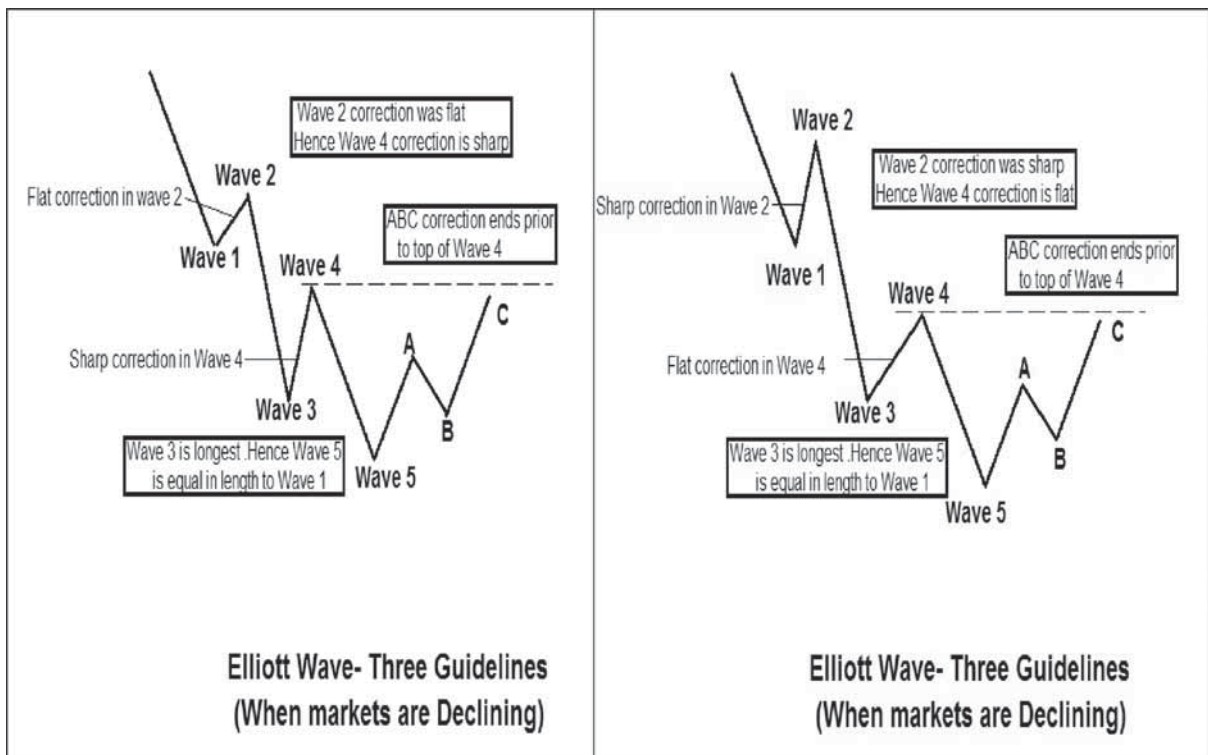 Wave 2 correction was flat
Hence Wave 4 correction is sharp
Wave 2
Flat correction in wave 2
ABC correction ends prior
to top of Wave 4
Wave 1
Wave 4
C
A
Sharp correction in Wave 4
Wave 3
B
Wave 3 is longest .Hence Wave 5
is equal in length to Wave 1
Wave 5
Elliott Wave- Three Guidelines
(When markets are Declining)
Wave 2
Wave 2 correction was sharp
Hence Wave 4 correction is flat
Sharp correction in Wave 2
Wave 1
ABC correction ends prior
to top of Wave 4
Wave 4
C
Flat correction in Wave 4
A
Wave 3
B
Wave 3 is longest .Hence Wave 5
is equal in length to Wave 1
Wave 5
Elliott Wave- Three Guidelines
(When markets are Declining)